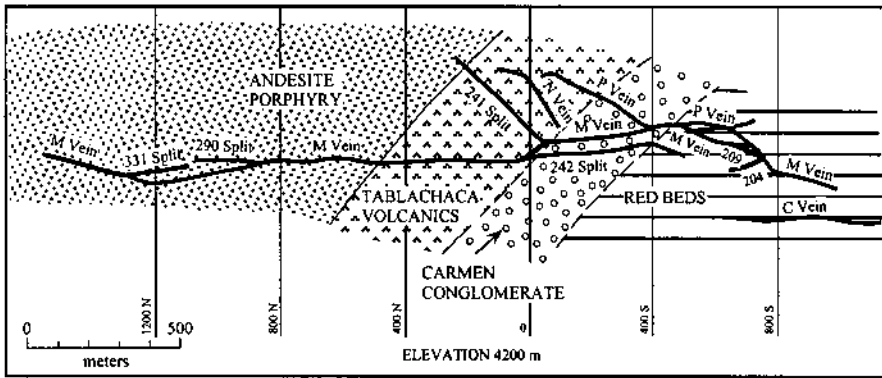 ANDESITE
PORPHYRY
M Vein
331 Split
290 Split
M Vein
241 Split
N Vein
P Vein
M Vein
P Vein
M Vein
209
204
M Vein
242 Split
C Vein
TABLACHACA
VOLCANICS
RED BEDS
CARMEN
CONGLOMERATE
0
500
meters
1200 N
800 N
400 N
0
400 S
800 S
ELEVATION 4200 m